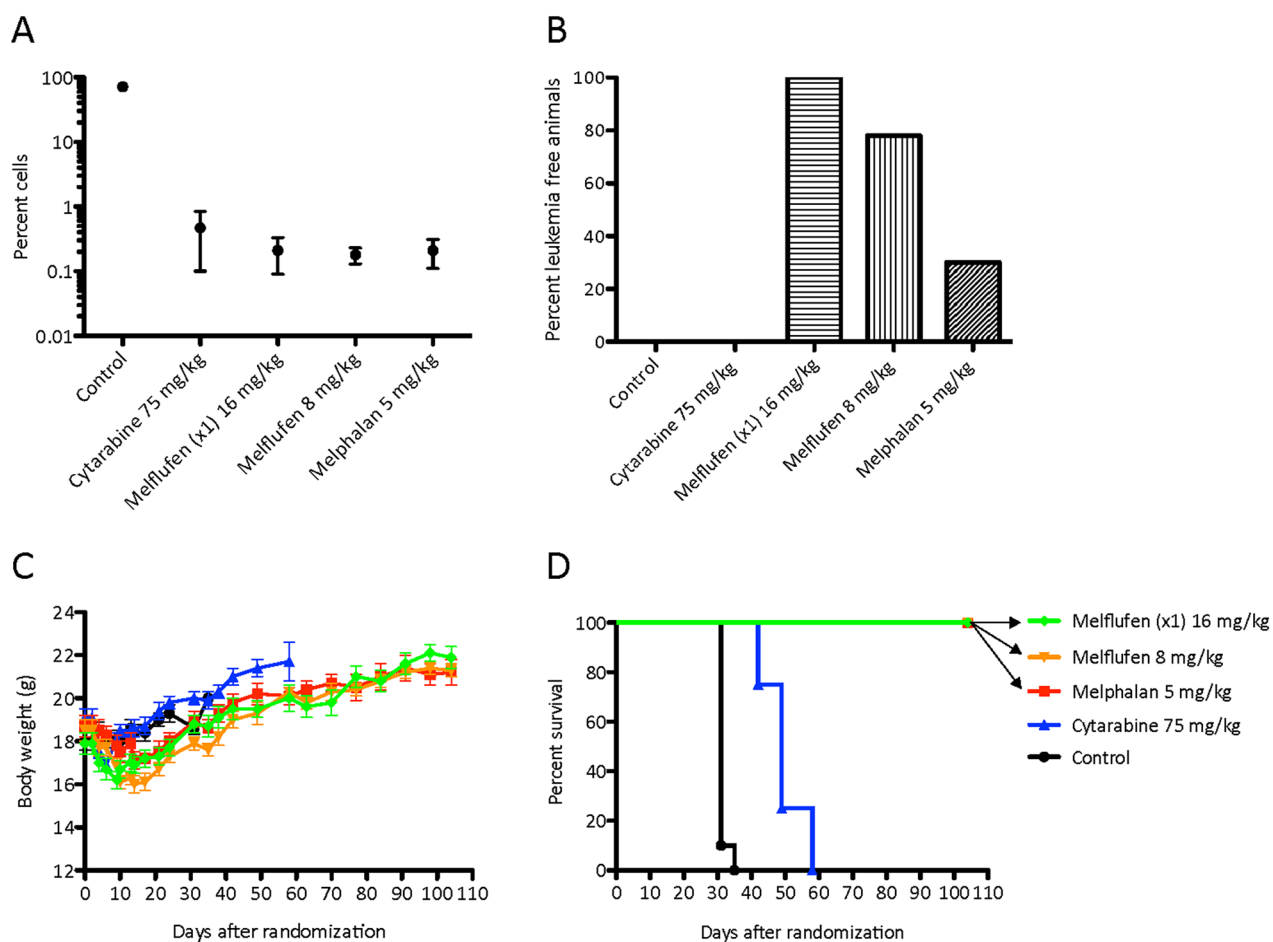 A
Percent cells
100
10
1
0.1
0.01
Control
Cytarabine 75 mg/kg
Melflufen (x1) 16 mg/kg
Melflufen 8 mg/kg
Melphalan 5 mg/kg
B
Percent leukemia free animals
100
80
60
40
20
0
Control
Cytarabine 75 mg/kg
Melflufen (x1) 16 mg/kg
Melflufen 8 mg/kg
Melphalan 5 mg/kg
C
Body weight (g)
24
22
20
18
16
14
12
0 10 20 30 40 50 60 70 80 90 100 110
Days after randomization
D
Percent survival
100
80
60
40
20
0
0 10 20 30 40 50 60 70 80 90 100 110
Days after randomization
Melflufen (x1) 16 mg/kg
Melflufen 8 mg/kg
Melphalan 5 mg/kg
Cytarabine 75 mg/kg
Control